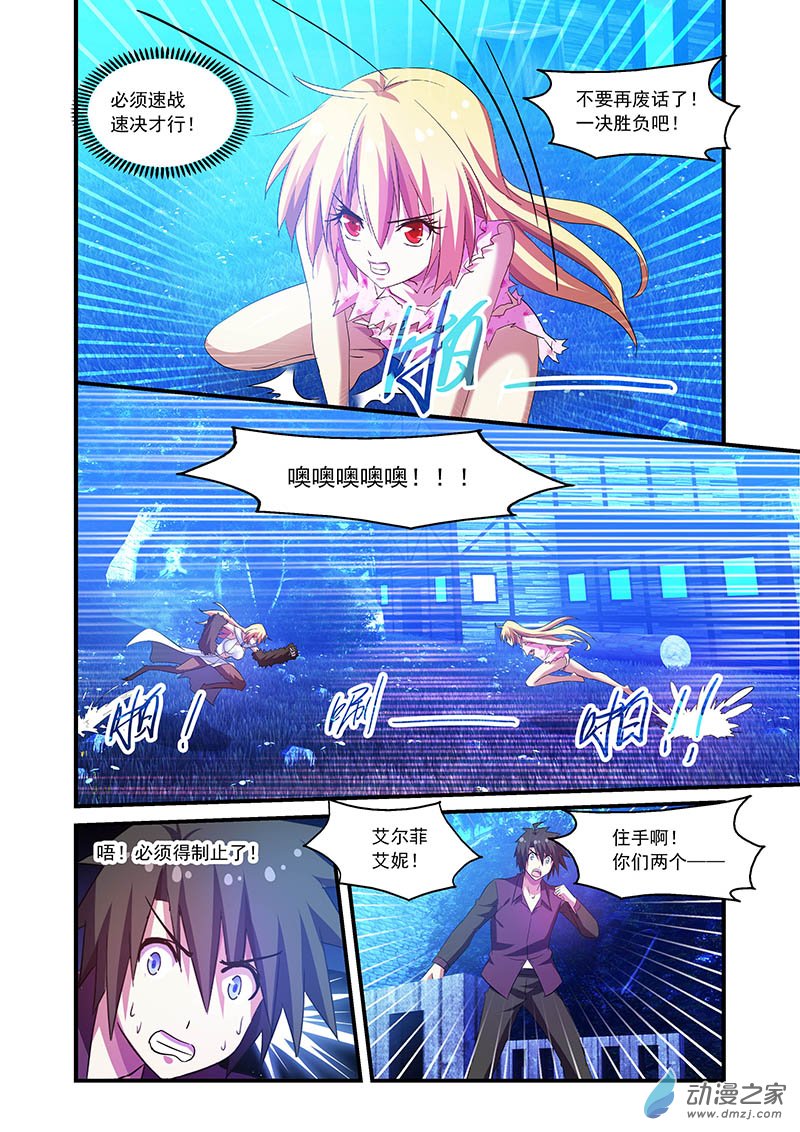 必须速战
速决才行！
不要再废话了！
一决胜负吧！
啪
噢噢噢噢噢！！！
啪！
唰
啪！！
唔！必须得制止了！
艾尔菲
艾妮！
住手啊！
你们两个——
动漫之家
www.dmzj.com